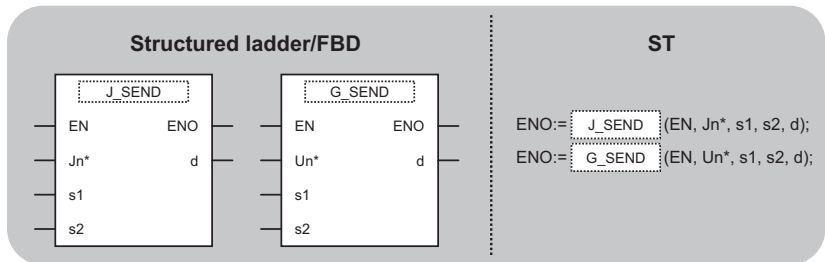 Structured ladder/FBD
J_SEND
EN ENO
Jn* d
s1
s2
G_SEND
EN ENO
Un* d
s1
s2
ST
ENO:= J_SEND (EN, Jn*, s1, s2, d);
ENO:= G_SEND (EN, Un*, s1, s2, d);